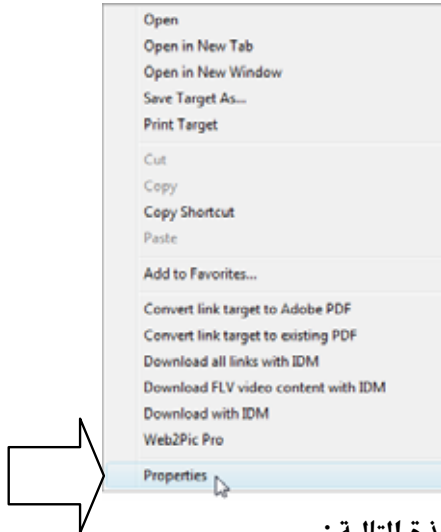 Open
Open in New Tab
Open in New Window
Save Target As...
Print Target
Cut
Copy
Copy Shortcut
Paste
Add to Favorites...
Convert link target to Adobe PDF
Convert link target to existing PDF
Download all links with IDM
Download FLV video content with IDM
Download with IDM
Web2Pic Pro
Properties
التالية :